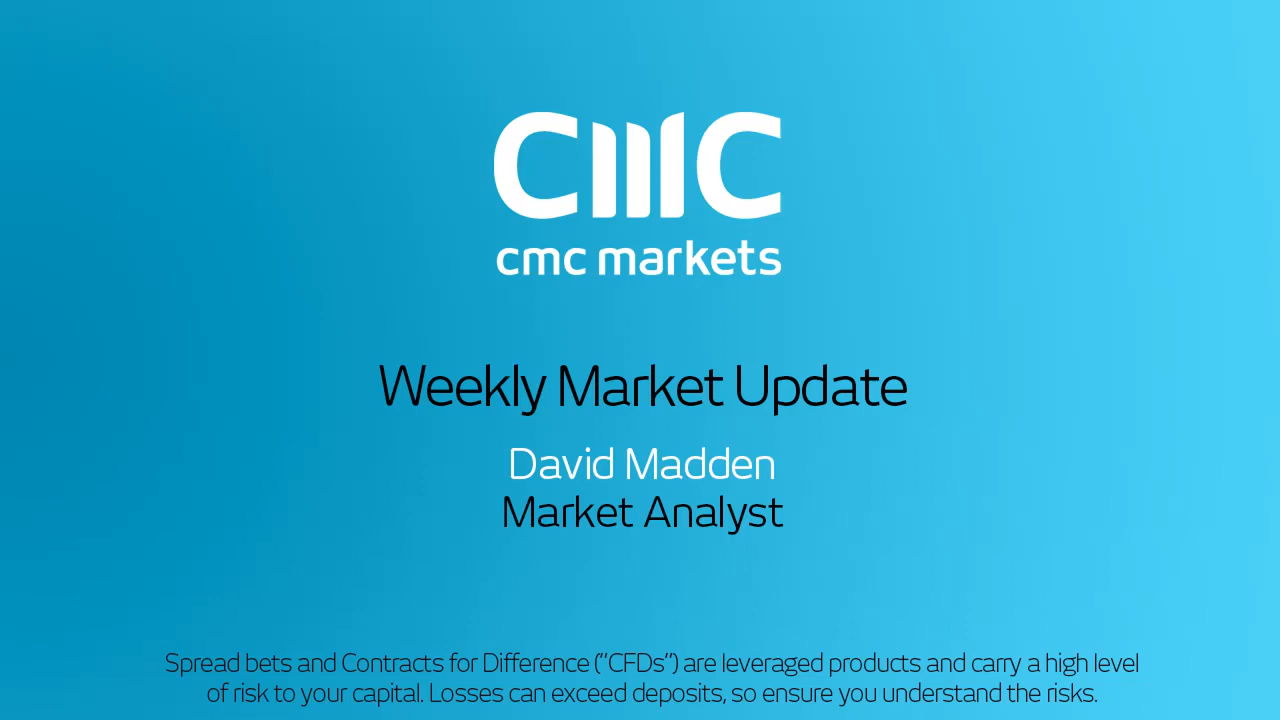 CMC
cmc markets
Weekly Market Update
David Madden
Market Analyst
Spread bets and Contracts for Difference (“CFDs”) are leveraged products and carry a high level
of risk to your capital. Losses can exceed deposits, so ensure you understand the risks.